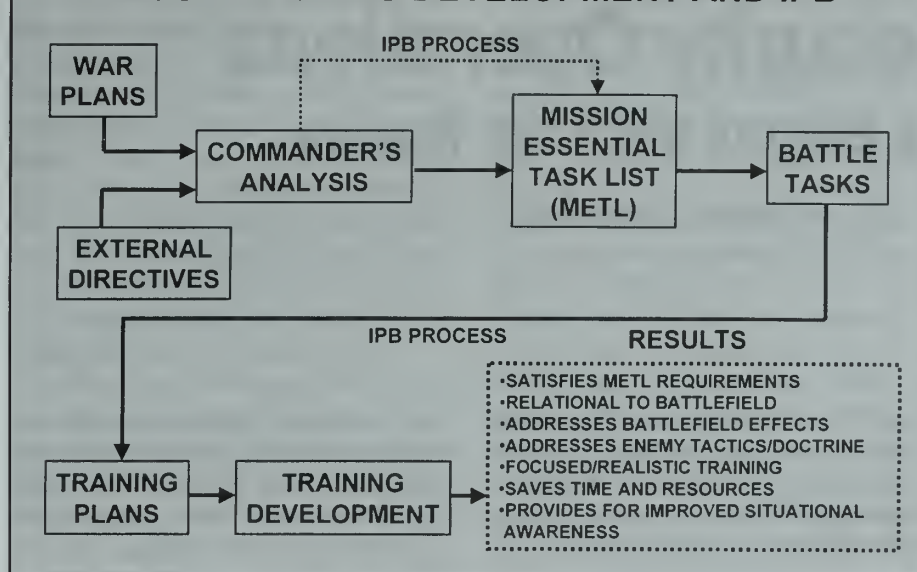 IPB PROCESS
WAR
PLANS
COMMANDER'S
ANALYSIS
MISSION
ESSENTIAL
TASK LIST
(METL)
BATTLE
TASKS
EXTERNAL
DIRECTIVES
IPB PROCESS
RESULTS
•SATISFIES METL REQUIREMENTS
•RELATIONAL TO BATTLEFIELD
•ADDRESSES BATTLEFIELD EFFECTS
•ADDRESSES ENEMY TACTICS/DOCTRINE
•FOCUSED/REALISTIC TRAINING
•SAVES TIME AND RESOURCES
•PROVIDES FOR IMPROVED SITUATIONAL
AWARENESS
TRAINING
PLANS
TRAINING
DEVELOPMENT